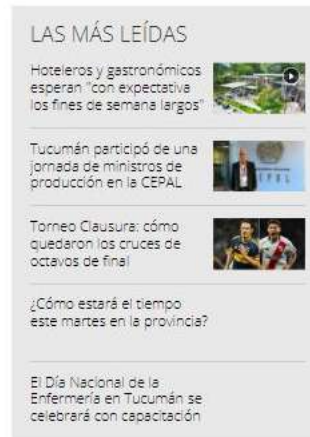 LAS MÁS LEÍDAS
Hoteleros y gastronómicos
esperan "con expectativa
los fines de semana largos"
Tucumán participó de una
jornada de ministros de
producción en la CEPAL
Torneo Clausura: cómo
quedaron los cruces de
octavos de final
¿Cómo estará el tiempo
este martes en la provincia?
El Día Nacional de la
Enfermería en Tucumán se
celebrará con capacitación